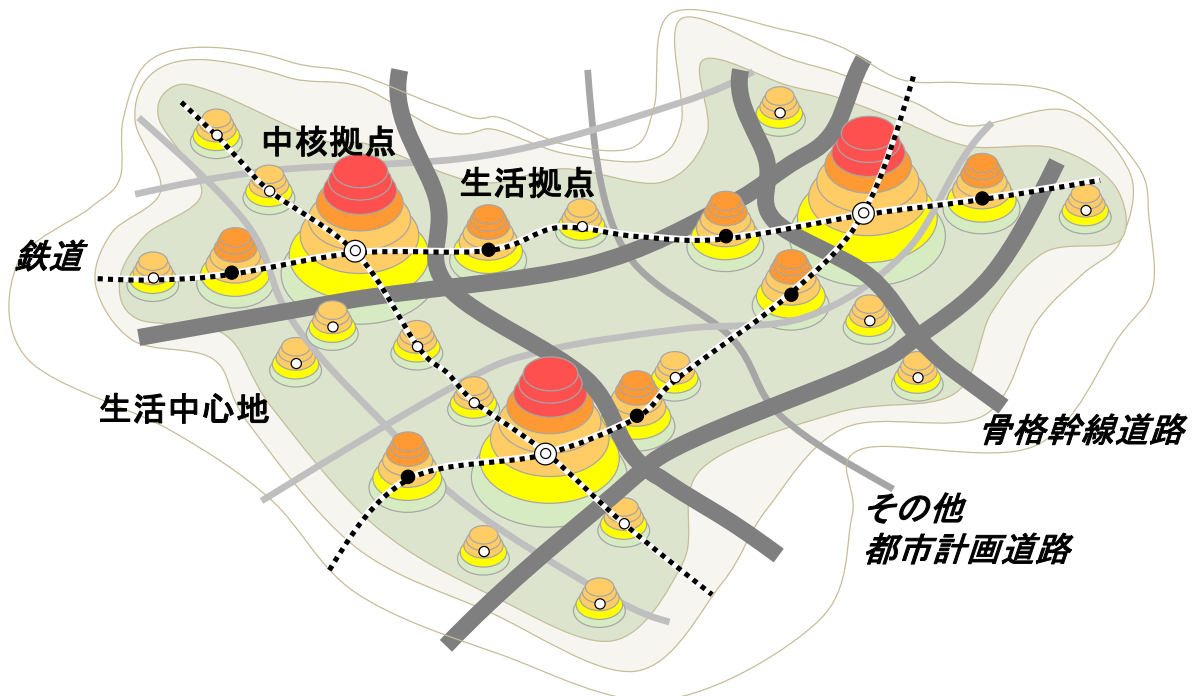 中核拠点
生活拠点
鉄道
生活中心地
骨格幹線道路
その他
都市計画道路